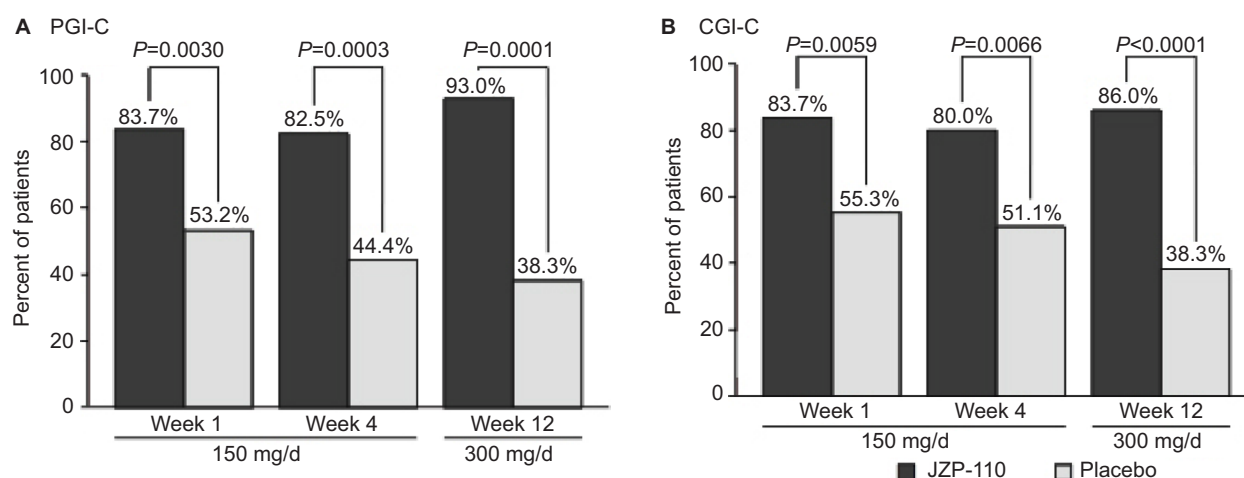 A PGI-C
P=0.0030 P=0.0003 P=0.0001
Percent of patients
100
80
60
40
20
0
83.7%
53.2%
82.5%
44.4%
93.0%
38.3%
Week 1 Week 4 Week 12
150 mg/d 300 mg/d
B CGI-C
P=0.0059 P=0.0066 P<0.0001
Percent of patients
100
80
60
40
20
0
83.7%
55.3%
80.0%
51.1%
86.0%
38.3%
Week 1 Week 4 Week 12
150 mg/d 300 mg/d
JZP-110 Placebo